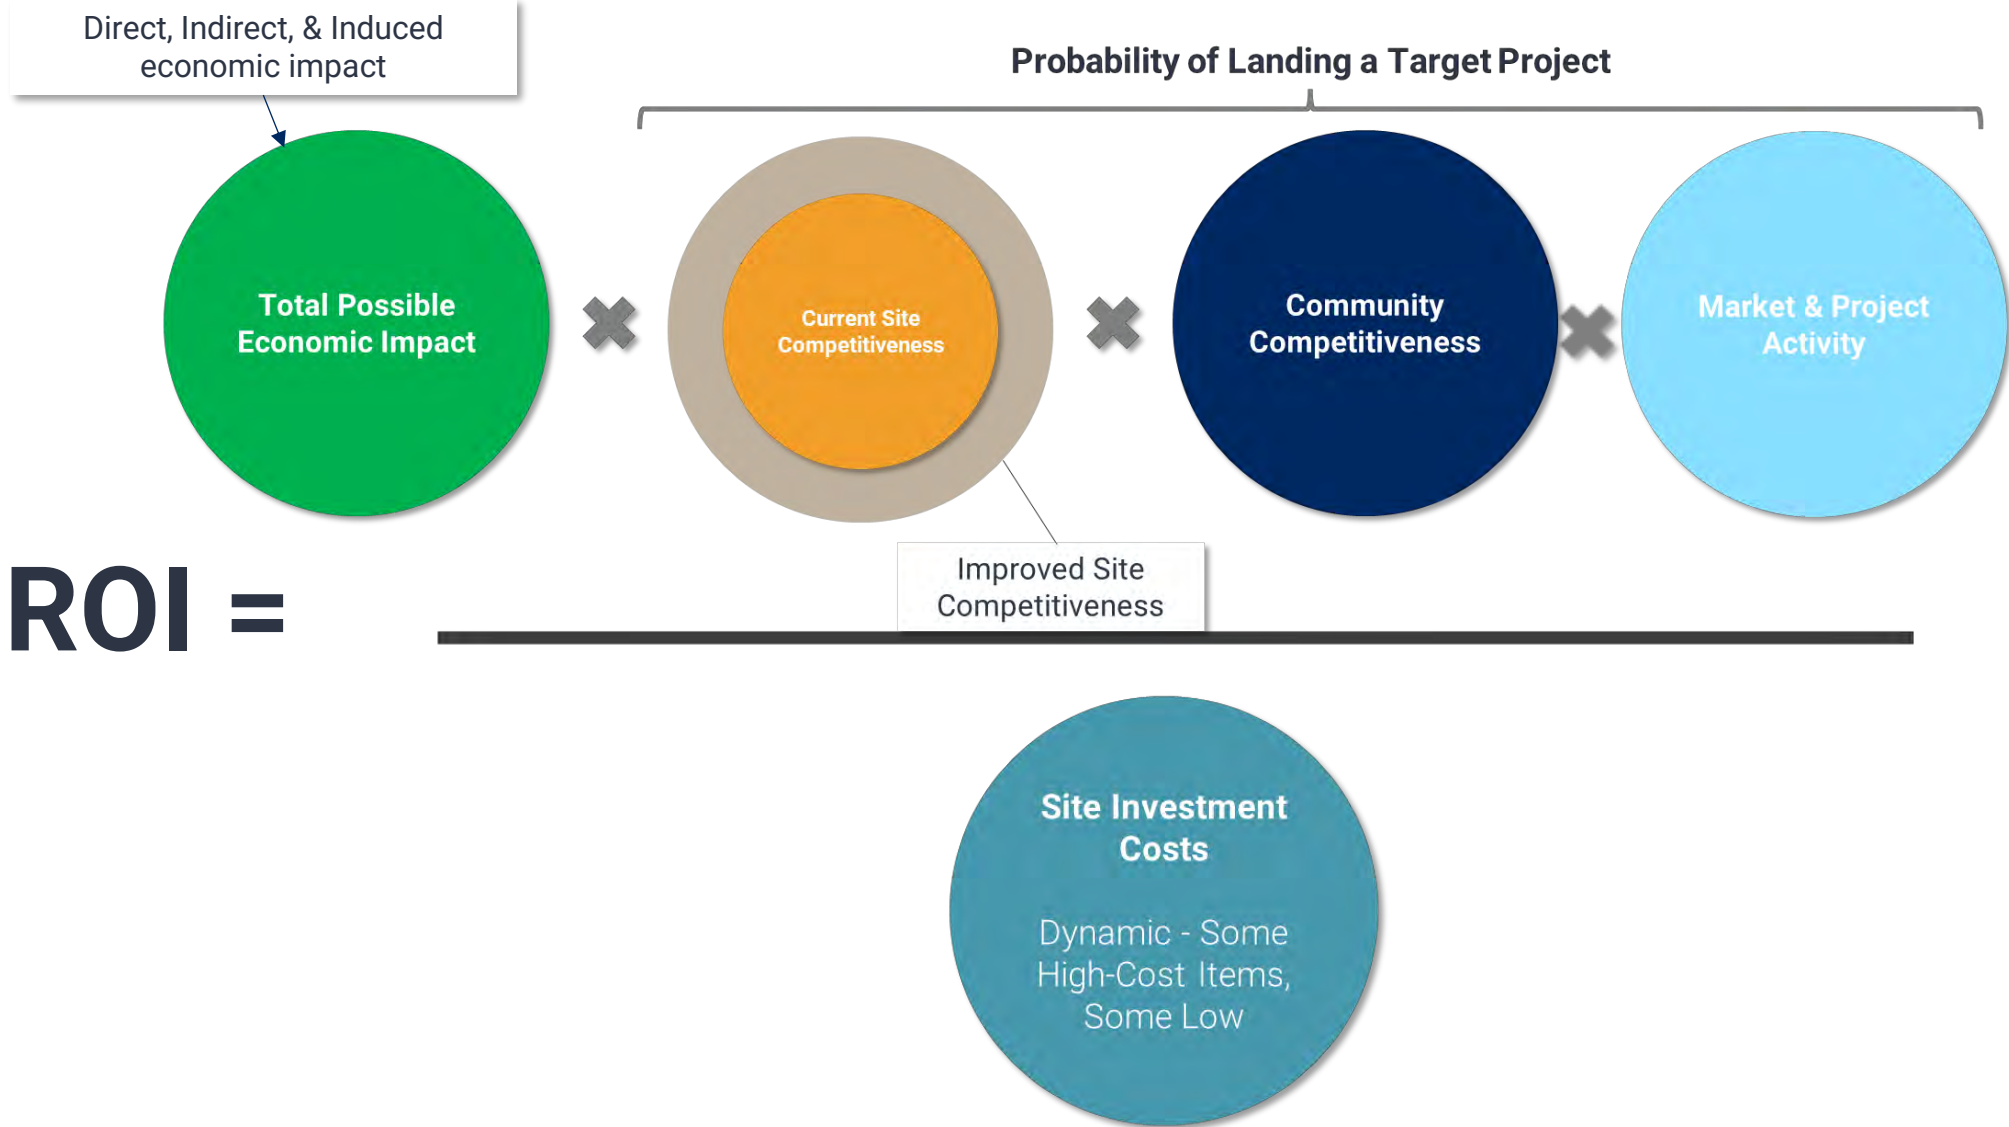 Direct, Indirect, & Induced
economic impact
Probability of Landing a Target Project
Total Possible
Economic Impact
Current Site
Competitiveness
Community
Competitiveness
Market & Project
Activity
Improved Site
Competitiveness
ROI =
Site Investment
Costs
Dynamic - Some
High-Cost Items,
Some Low